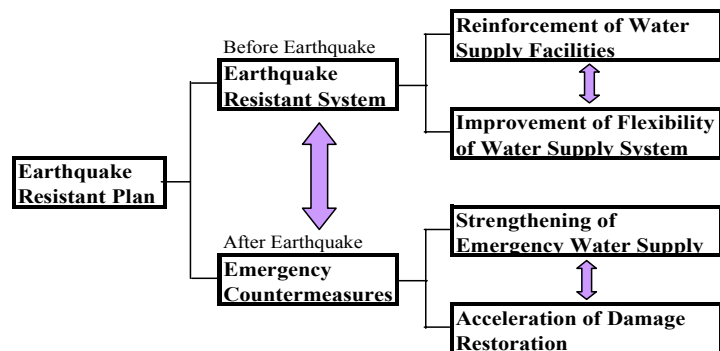 Before Earthquake
Earthquake
Resistant System
Reinforcement of Water
Supply Facilities
Improvement of Flexibility
of Water Supply System
Earthquake
Resistant Plan
After Earthquake
Emergency
Countermeasures
Strengthening of
Emergency Water Supply
Acceleration of Damage
Restoration